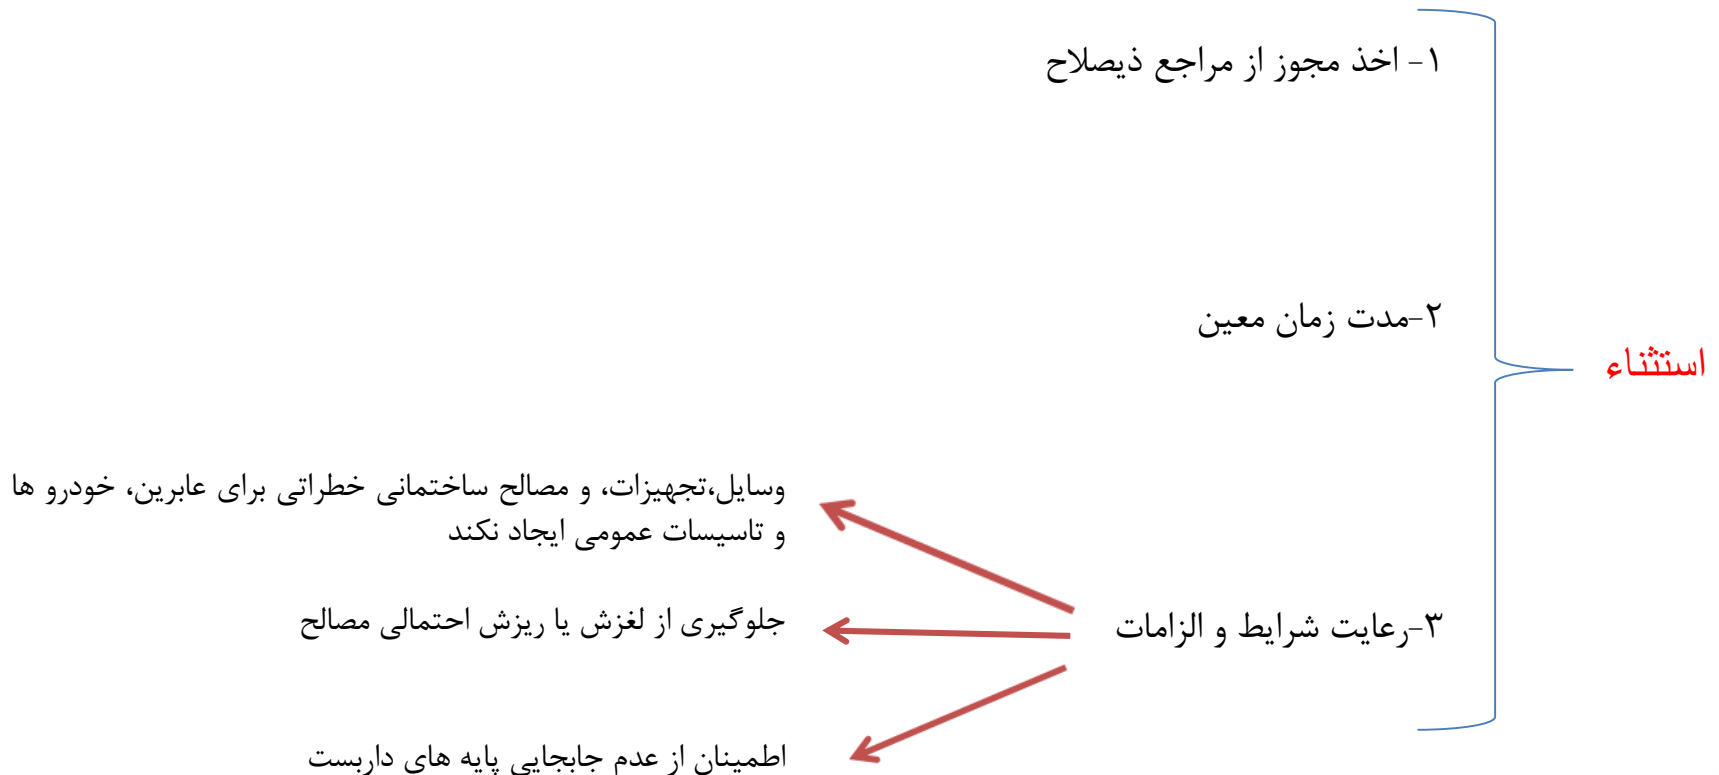 استثناء
۱- اخذ مجوز از مراجع ذیصلاح
۲-مدت زمان معین
۳-رعایت شرایط و الزامات
وسایل،تجهیزات، و مصالح ساختمانی خطراتی برای عابرین، خودرو ها
و تاسیسات عمومی ایجاد نکند
جلوگیری از لغزش یا ریزش احتمالی مصالح
اطمینان از عدم جابجایی پایه های داربست